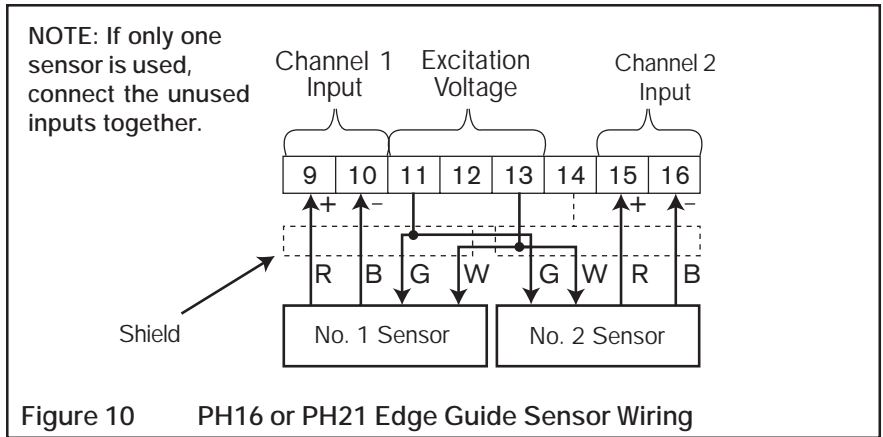 NOTE: If only one
sensor is used,
connect the unused
inputs together.
Channel 1
Input
Excitation
Voltage
Channel 2
Input
9 10 11 12 13 14 15 16
+ – + –
R B G W G W R B
Shield
No. 1 Sensor No. 2 Sensor
Figure 10 PH16 or PH21 Edge Guide Sensor Wiring